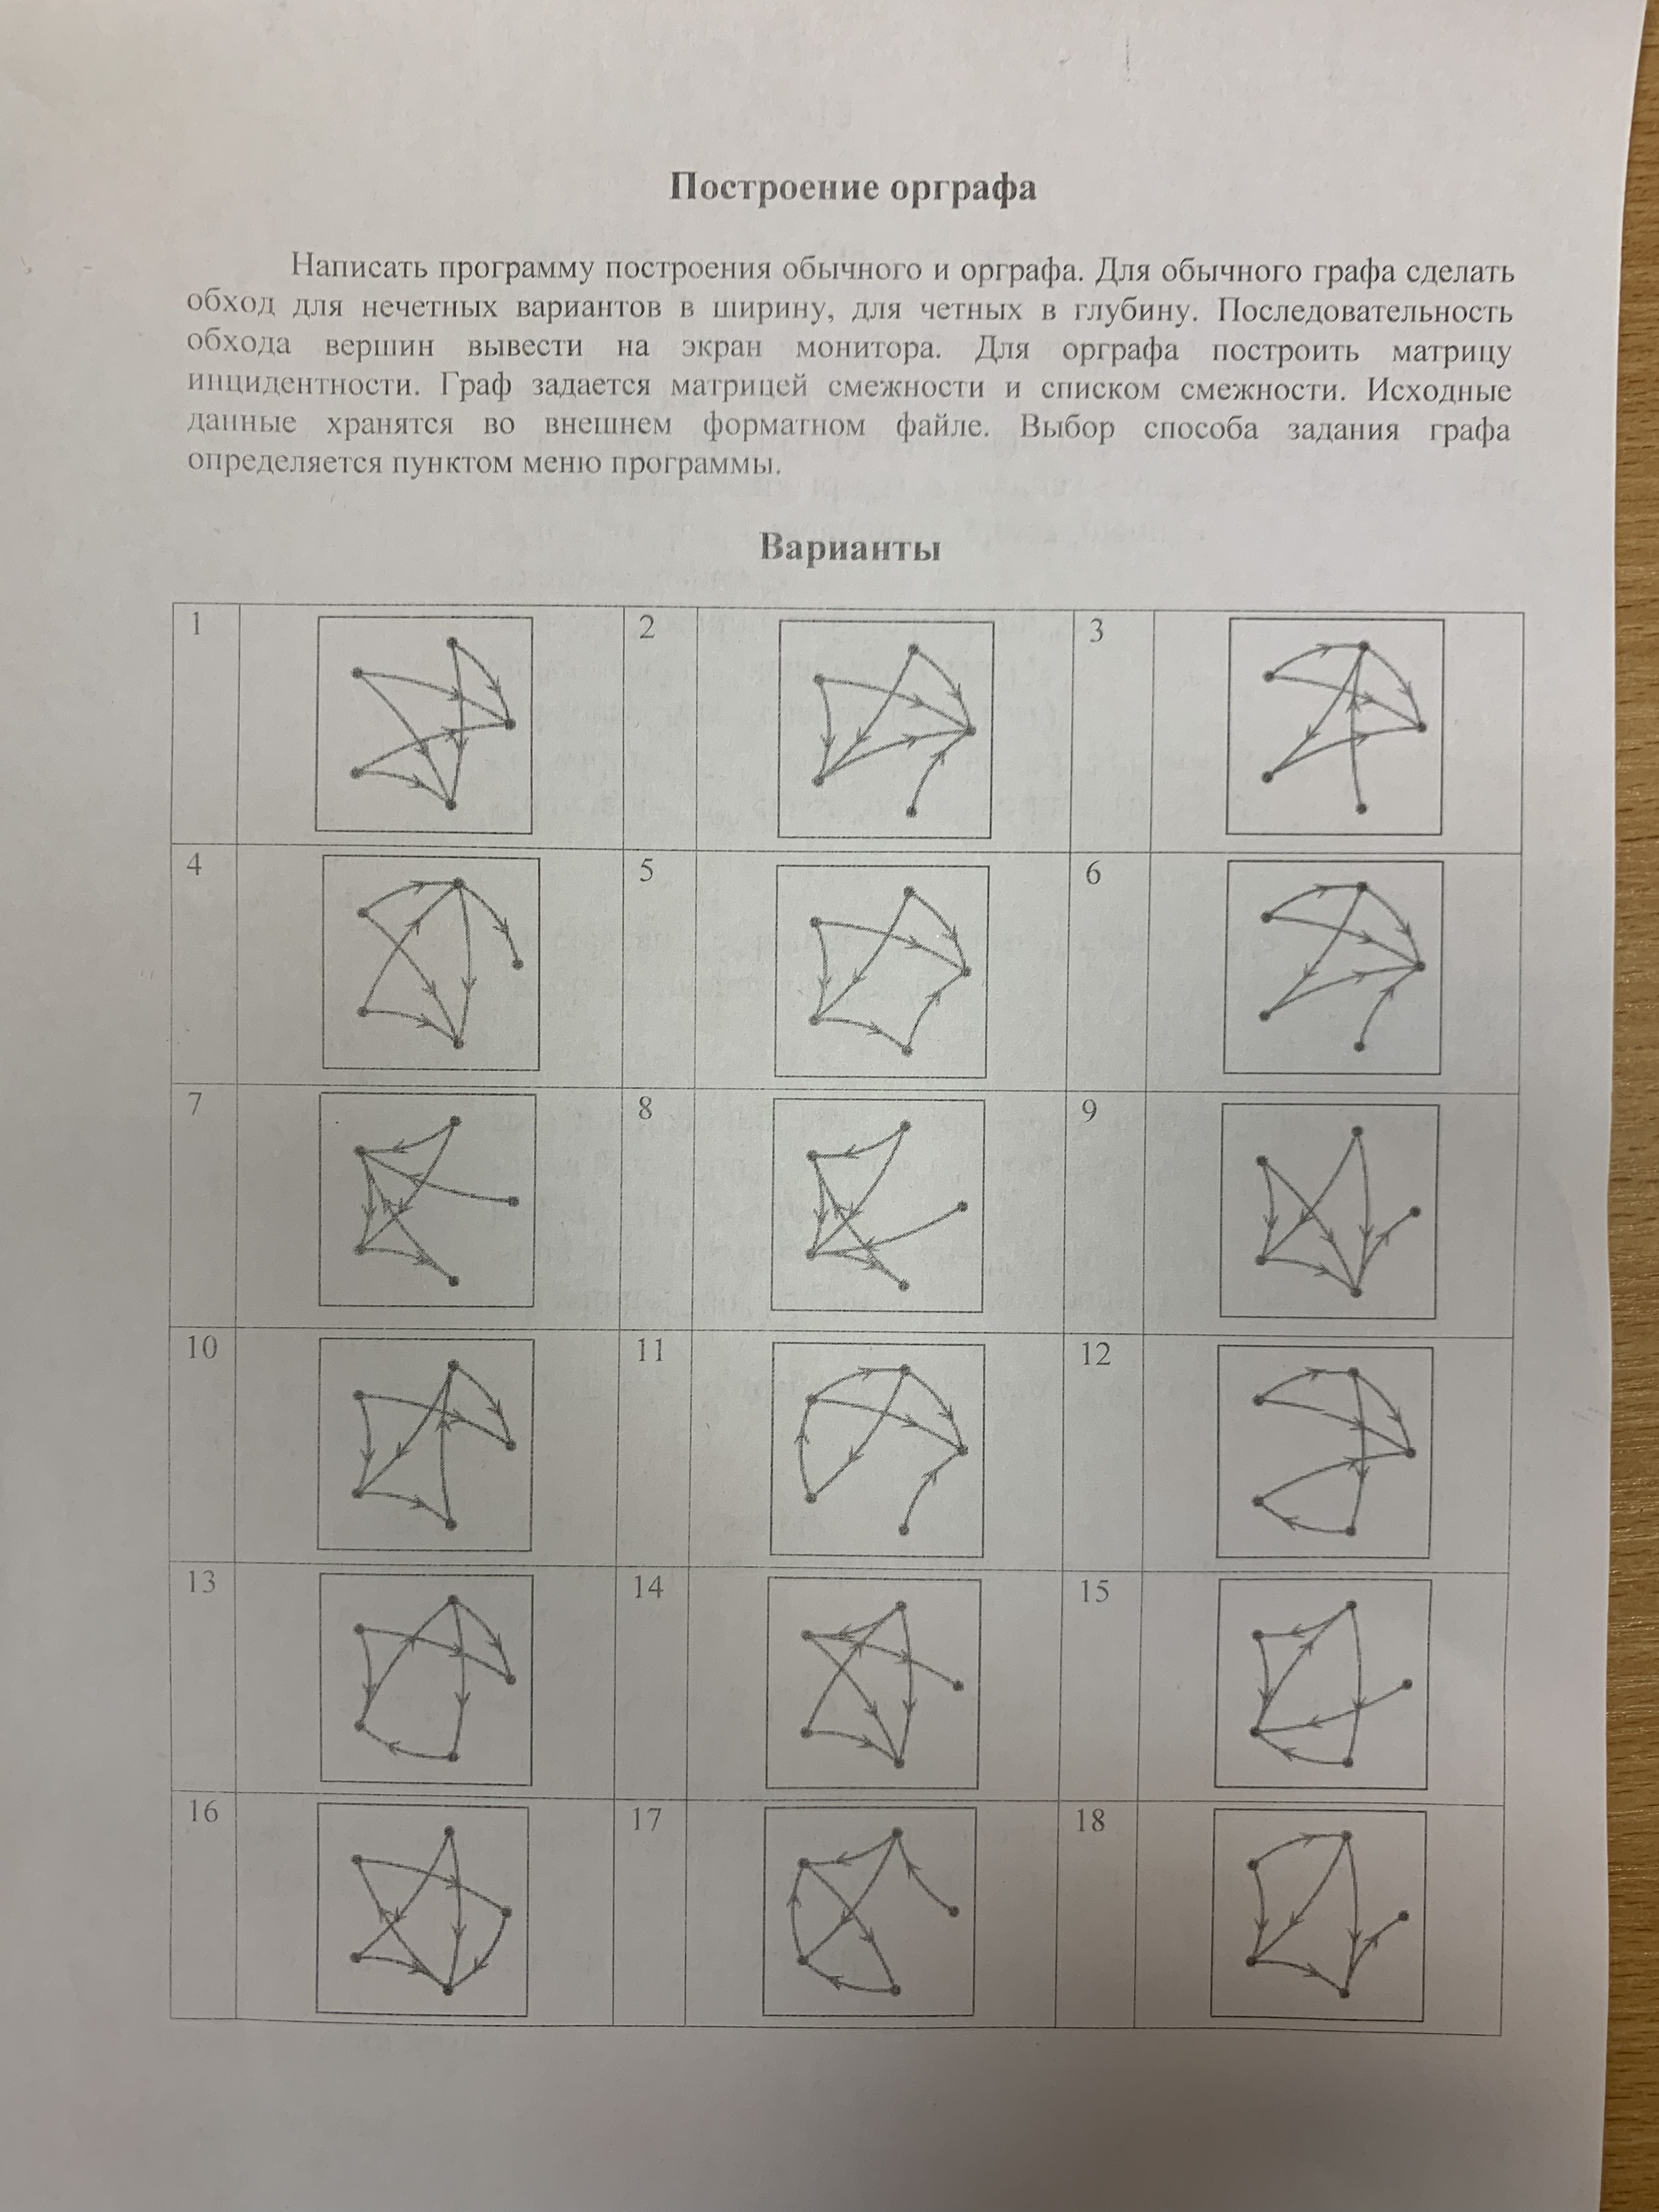 Построение орграфа
Написать программу построения обычного и орграфа. Для обычного графа сделать
обход для нечетных вариантов в ширину, для четных в глубину. Последовательность
обхода вершин вывести на экран монитора. Для орграфа построить матрицу
инцидентности. Граф задается матрицей смежности и списком смежности. Исходные
данные хранятся во внешнем форматном файле. Выбор способа задания графа
определяется пунктом меню программы.
Варианты
1 2 3
4 5 6
7 8 9
10 11 12
13 14 15
16 17 18